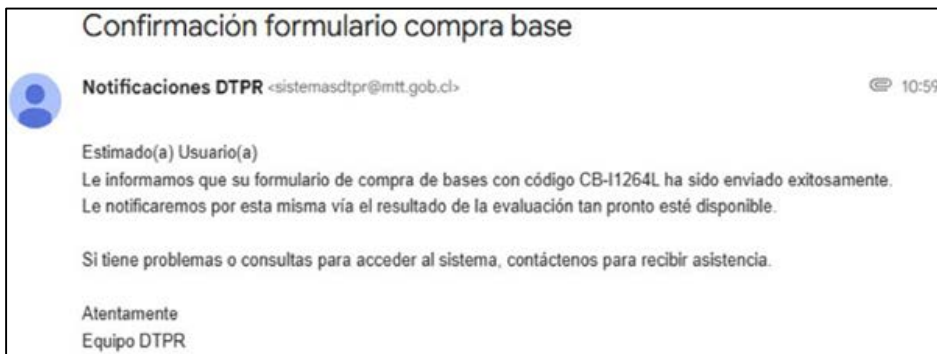 Confirmación formulario compra base
Notificaciones DTPR <sistemasdtpr@mtt.gob.cl> 10:59
Estimado(a) Usuario(a)
Le informamos que su formulario de compra de bases con código CB-I1264L ha sido enviado exitosamente.
Le notificaremos por esta misma vía el resultado de la evaluación tan pronto esté disponible.
Si tiene problemas o consultas para acceder al sistema, contáctenos para recibir asistencia.
Atentamente
Equipo DTPR